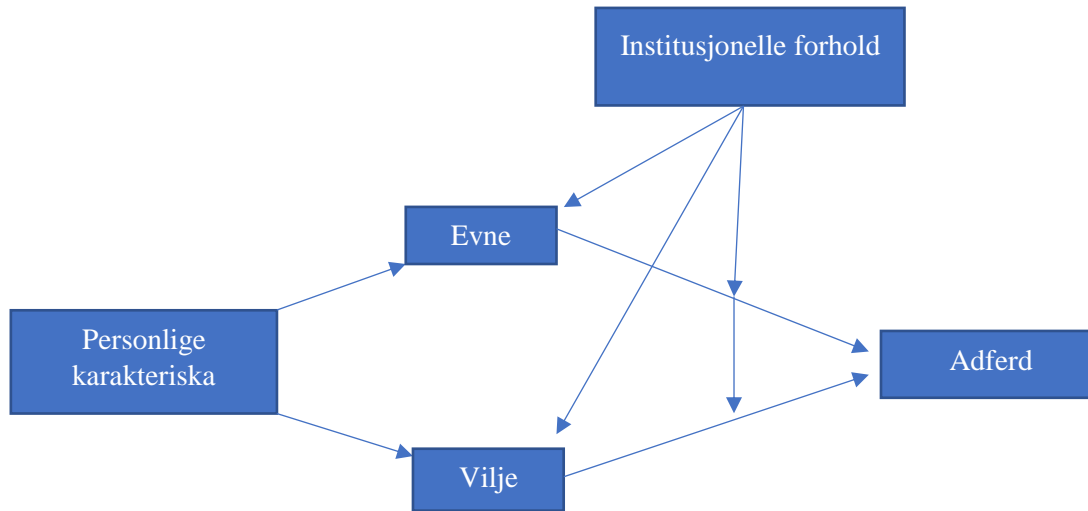 Institusjonelle forhold
Evne
Personlige
karakteriska
Adferd
Vilje